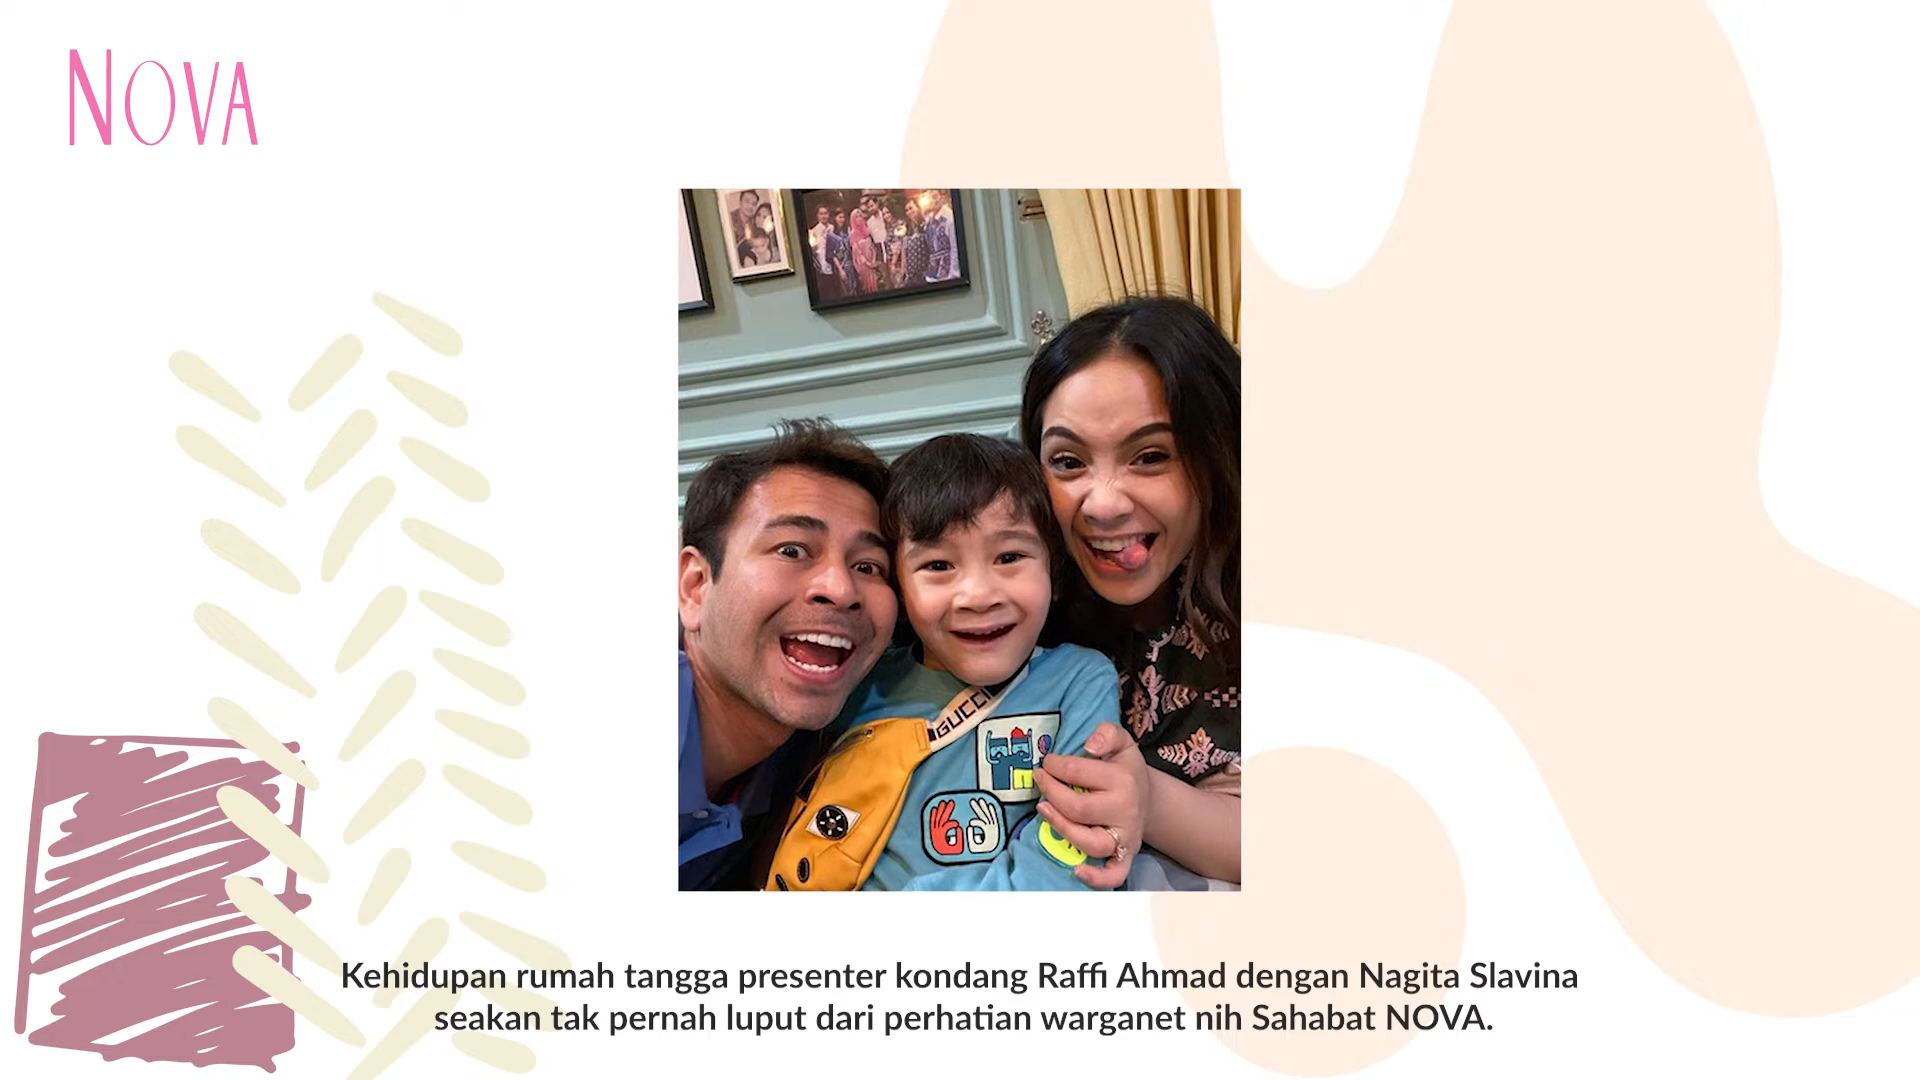 NOVA
GUCCI
Kehidupan rumah tangga presenter kondang Raffi Ahmad dengan Nagita Slavina
seakan tak pernah luput dari perhatian warganet nih Sahabat NOVA.